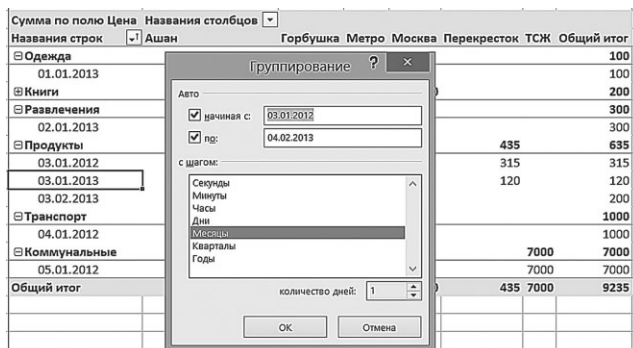 Сумма по полю Цена Названия столбцов
Названия строк Ашан Горбушка Метро Москва Перекресток ТСЖ Общий итог
Одежда 100
01.01.2013 100
Книги 200
Развлечения 300
02.01.2013 300
Продукты 435 635
03.01.2012 315 315
03.01.2013 120 120
03.02.2013 200
Транспорт 1000
04.01.2012 1000
Коммунальные 7000 7000
05.01.2012 7000 7000
Общий итог 435 7000 9235
Группирование ? ×
Авто
начиная с: 03.01.2012
по: 04.02.2013
с шагом:
Секунды
Минуты
Часы
Дни
Месяцы
Кварталы
Годы
количество дней: 1
ОК Отмена